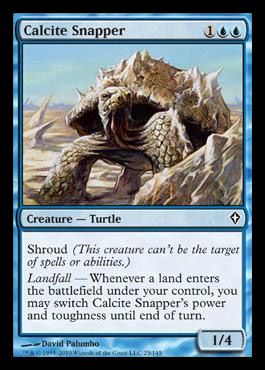 Calcite Snapper 1
Creature — Turtle
Shroud (This creature can't be the target
of spells or abilities.)
Landfall — Whenever a land enters
the battlefield under your control, you
may switch Calcite Snapper's power
and toughness until end of turn.
David Palumbo
1/4
™ & © 1993–2010 Wizards of the Coast LLC 25/145